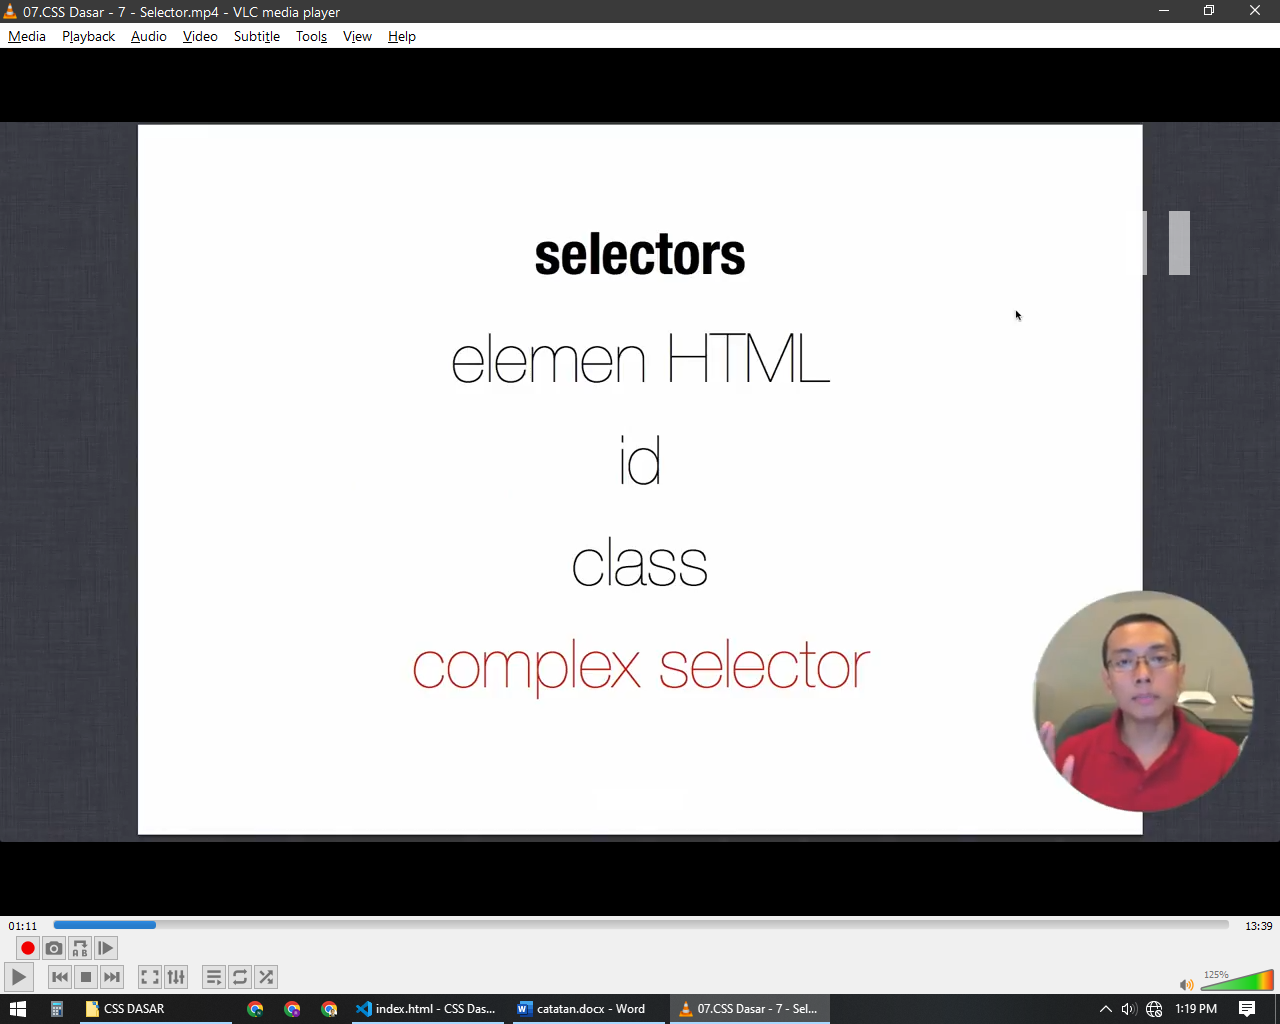 07.CSS Dasar - 7 - Selector.mp4 - VLC media player
Media Playback Audio Video Subtitle Tools View Help
selectors
elemen HTML
id
class
complex selector
01:11
13:39
A B
125%
CSS DASAR
index.html - CSS Das...
catatan.docx - Word
07.CSS Dasar - 7 - Sel...
1:19 PM